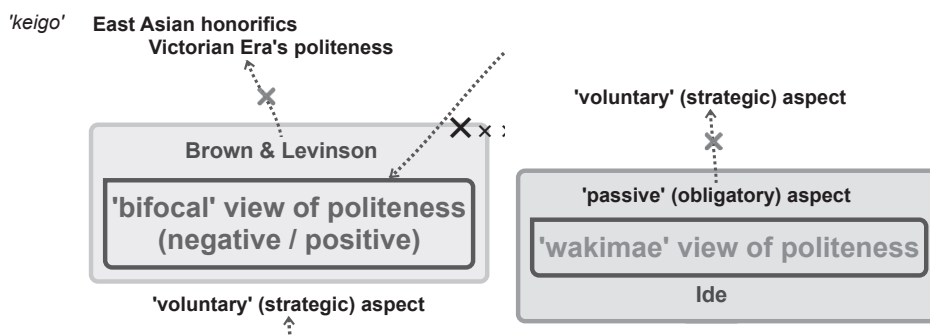 'keigo' East Asian honorifics
Victorian Era's politeness
Brown & Levinson
'bifocal' view of politeness
(negative / positive)
'voluntary' (strategic) aspect
'voluntary' (strategic) aspect
'passive' (obligatory) aspect
'wakimae' view of politeness
Ide